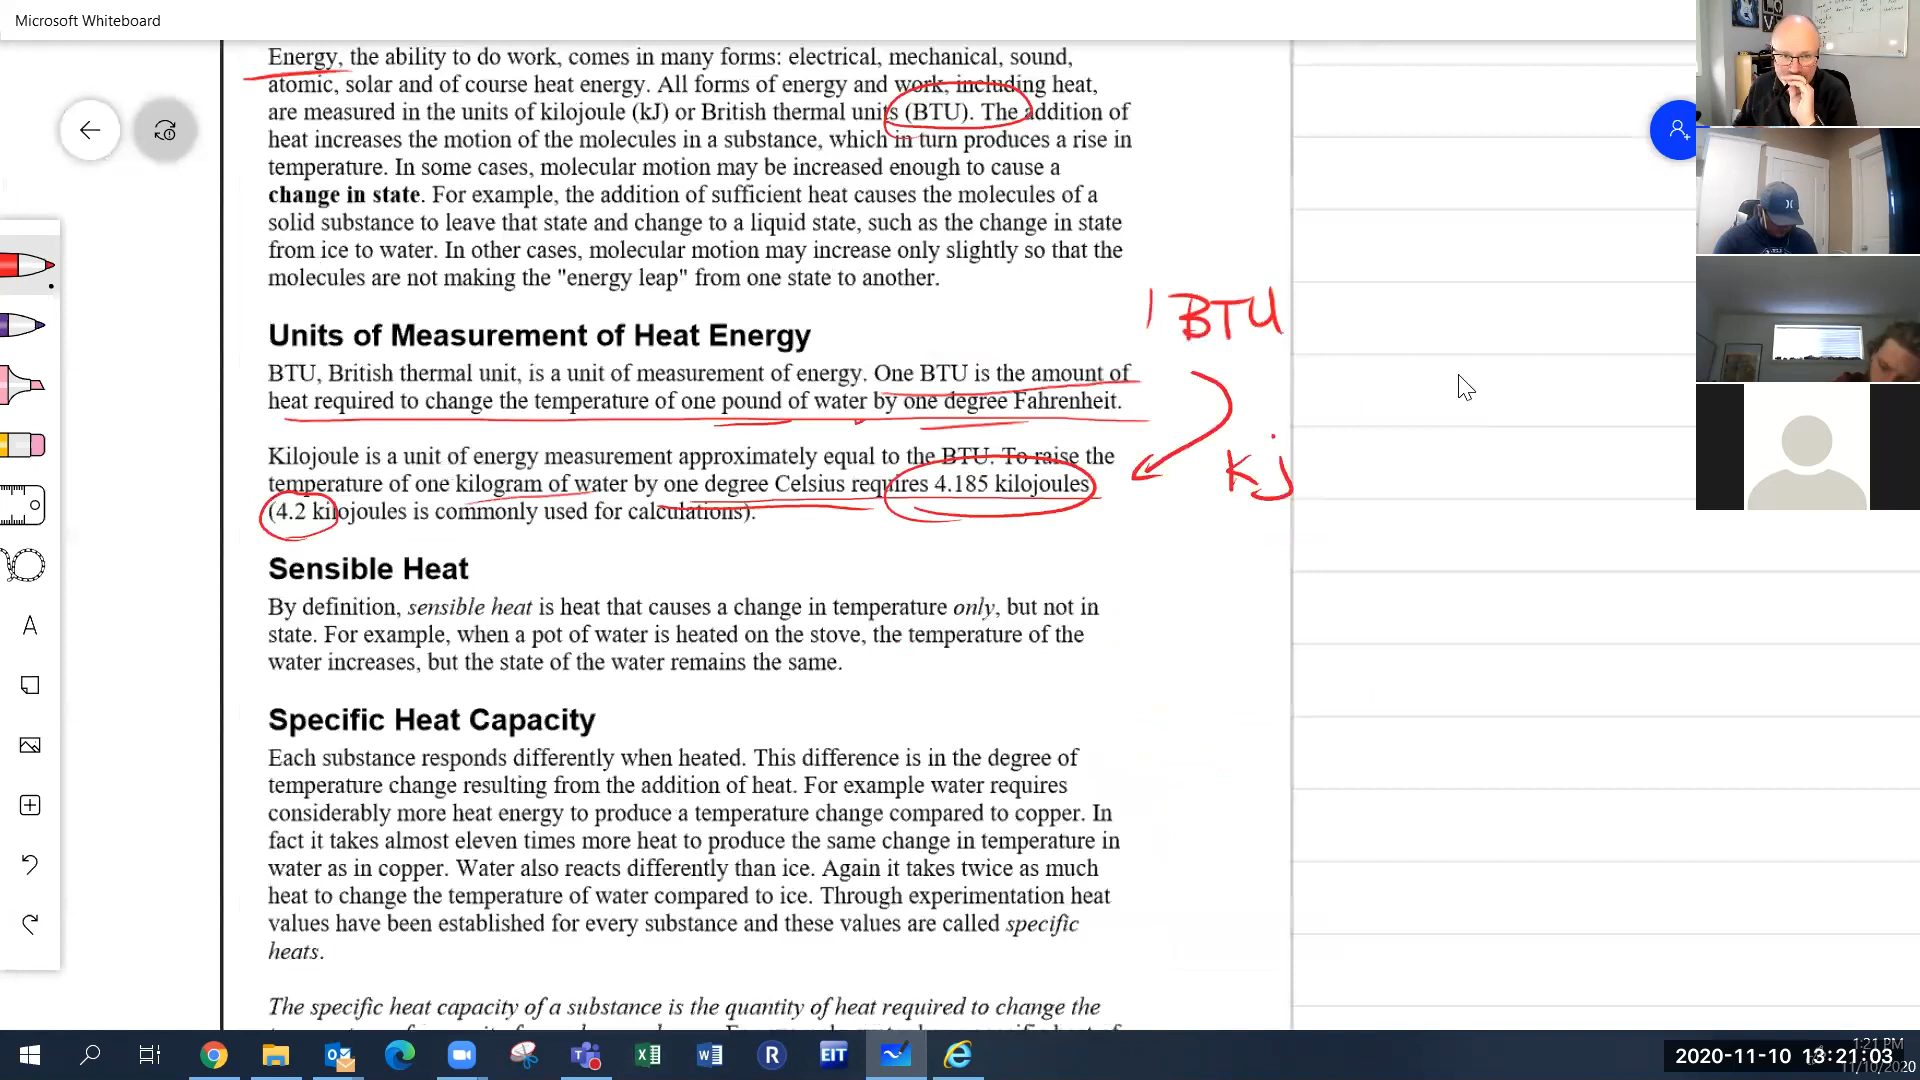 Microsoft Whiteboard
Energy, the ability to do work, comes in many forms: electrical, mechanical, sound,
atomic, solar and of course heat energy. All forms of energy and work, including heat,
are measured in the units of kilojoule (kJ) or British thermal units (BTU). The addition of
heat increases the motion of the molecules in a substance, which in turn produces a rise in
temperature. In some cases, molecular motion may be increased enough to cause a
change in state. For example, the addition of sufficient heat causes the molecules of a
solid substance to leave that state and change to a liquid state, such as the change in state
from ice to water. In other cases, molecular motion may increase only slightly so that the
molecules are not making the "energy leap" from one state to another.
1 BTU
Units of Measurement of Heat Energy
BTU, British thermal unit, is a unit of measurement of energy. One BTU is the amount of
heat required to change the temperature of one pound of water by one degree Fahrenheit.
Kilojoule is a unit of energy measurement approximately equal to the BTU. To raise the
temperature of one kilogram of water by one degree Celsius requires 4.185 kilojoules
(4.2 kilojoules is commonly used for calculations).
kj
Sensible Heat
By definition, sensible heat is heat that causes a change in temperature only, but not in
state. For example, when a pot of water is heated on the stove, the temperature of the
water increases, but the state of the water remains the same.
Specific Heat Capacity
Each substance responds differently when heated. This difference is in the degree of
temperature change resulting from the addition of heat. For example water requires
considerably more heat energy to produce a temperature change compared to copper. In
fact it takes almost eleven times more heat to produce the same change in temperature in
water as in copper. Water also reacts differently than ice. Again it takes twice as much
heat to change the temperature of water compared to ice. Through experimentation heat
values have been established for every substance and these values are called specific
heats.
The specific heat capacity of a substance is the quantity of heat required to change the
A
R
EIT
1:21 PM
11/10/2020
2020-11-10 13:21:03